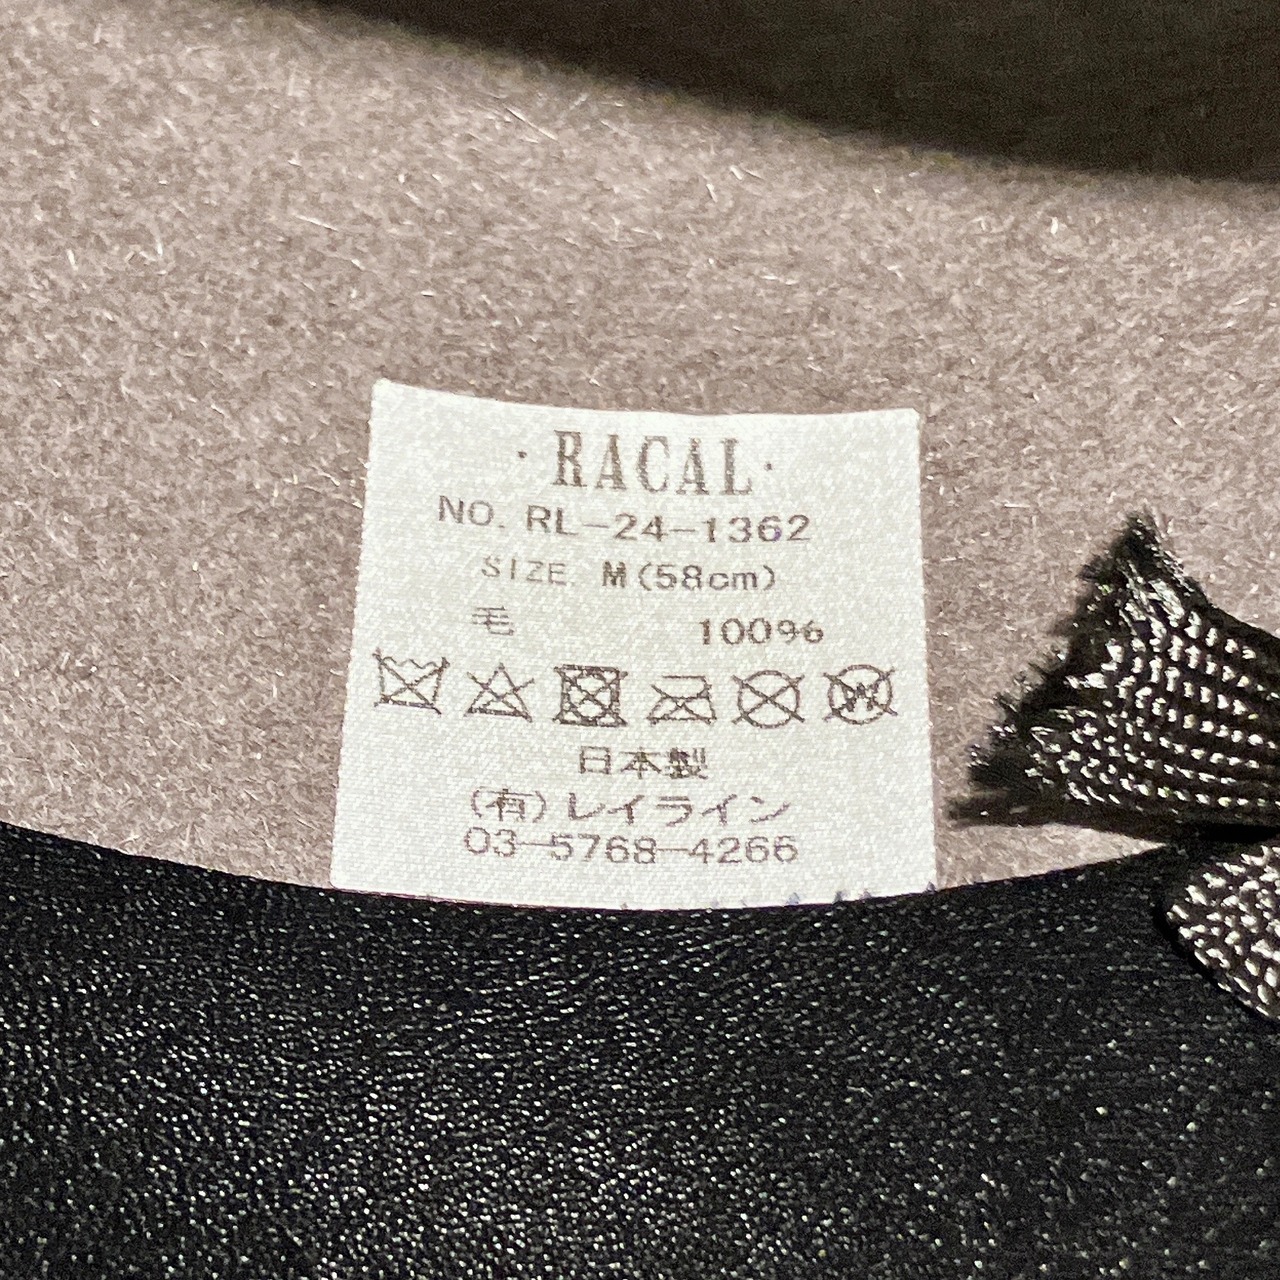 ·RACAL·
NO. RL-24-1362
SIZE. M(58cm)
毛 100%
W
日本製
(有)レイライン
03-5768-4266